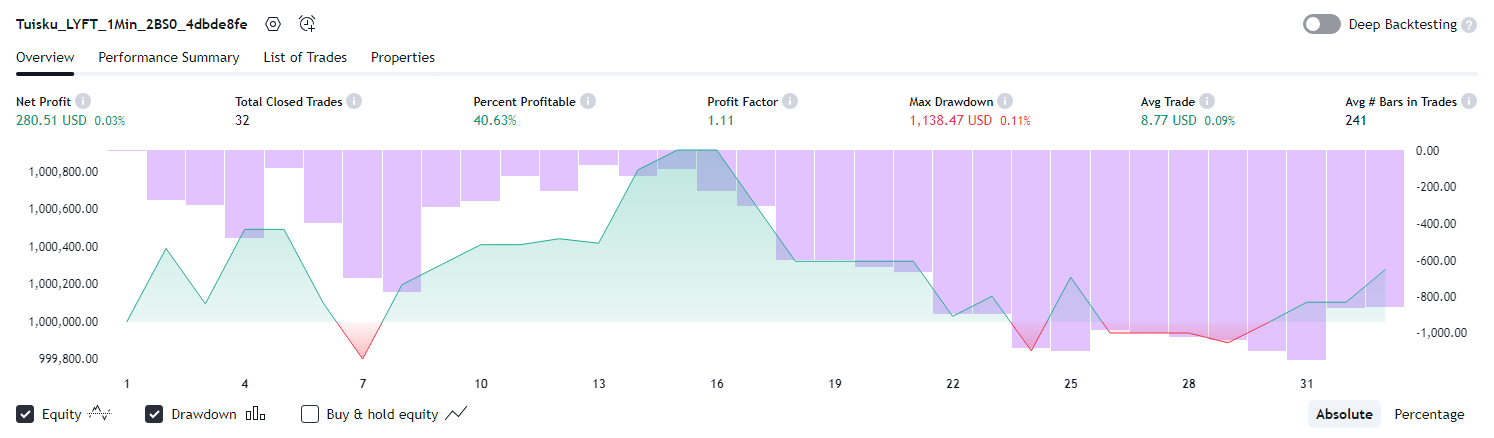 Tuisku_LYFT_1Min_2BS0_4dbde8fe Deep Backtesting ?
Overview Performance Summary List of Trades Properties
Net Profit Total Closed Trades Percent Profitable Profit Factor Max Drawdown Avg Trade Avg # Bars in Trades
280.51 USD 0.03% 32 40.63% 1.11 1,138.47 USD 0.11% 8.77 USD 0.09% 241
0.00
1,000,800.00
-200.00
1,000,600.00
-400.00
1,000,400.00
-600.00
1,000,200.00
-800.00
1,000,000.00
-1,000.00
999,800.00
1 4 7 10 13 16 19 22 25 28 31
Equity Drawdown Buy & hold equity Absolute Percentage